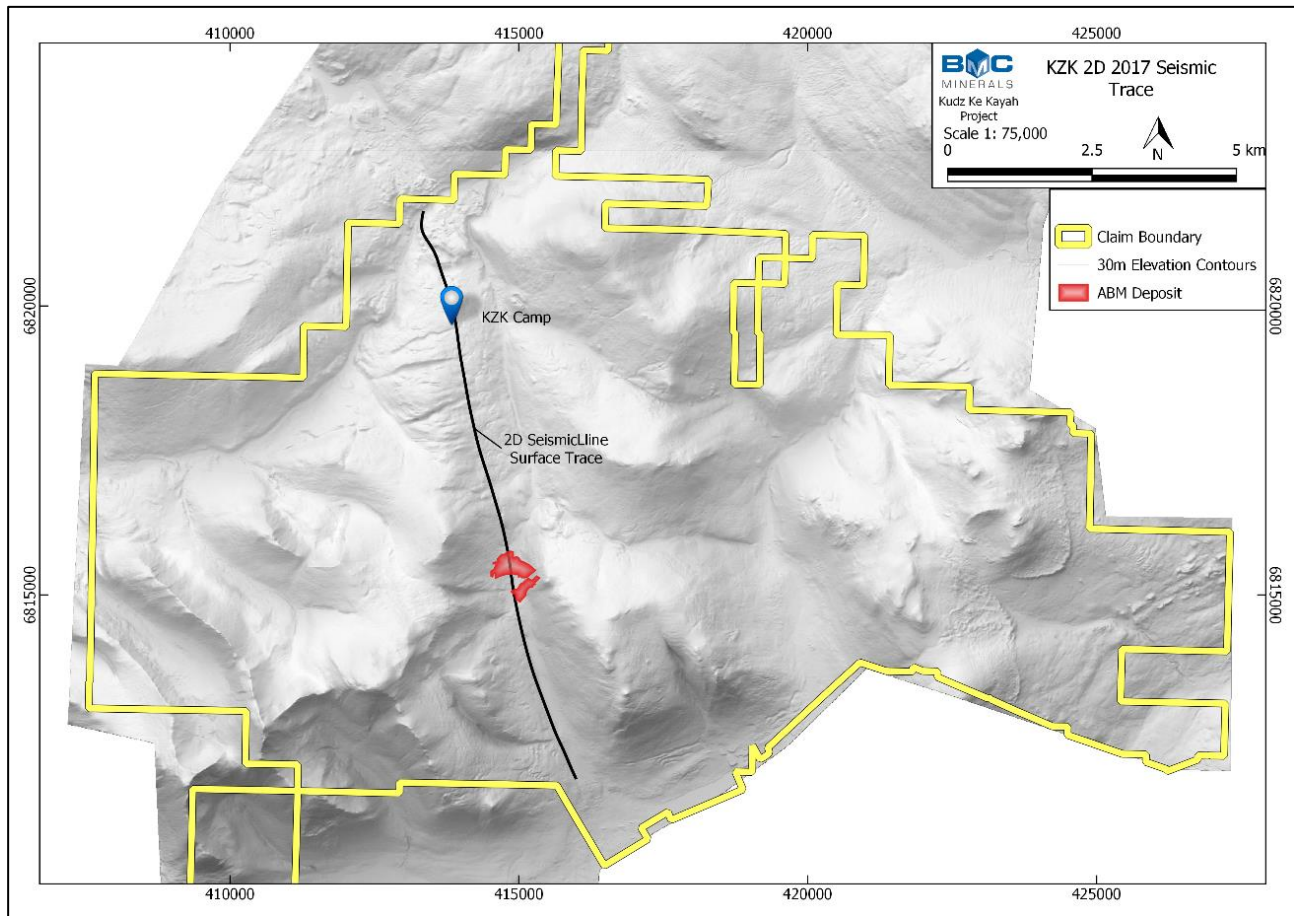 410000
415000
420000
425000
BMC
MINERALS
Kudz Ke Kayah
Project
KZK 2D 2017 Seismic
Trace
Scale 1: 75,000
0
2.5
5 km
N
Claim Boundary
30m Elevation Contours
ABM Deposit
6820000
6820000
KZK Camp
2D SeismicLline
Surface Trace
6815000
6815000
410000
415000
420000
425000